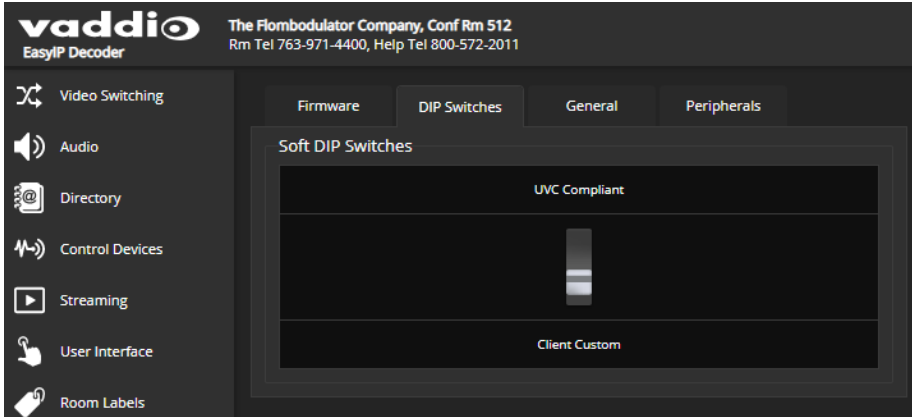 vaddio
EasyIP Decoder
The Flombodulator Company, Conf Rm 512
Rm Tel 763-971-4400, Help Tel 800-572-2011
Video Switching
Audio
Directory
Control Devices
Streaming
User Interface
Room Labels
Firmware
DIP Switches
General
Peripherals
Soft DIP Switches
UVC Compliant
Client Custom